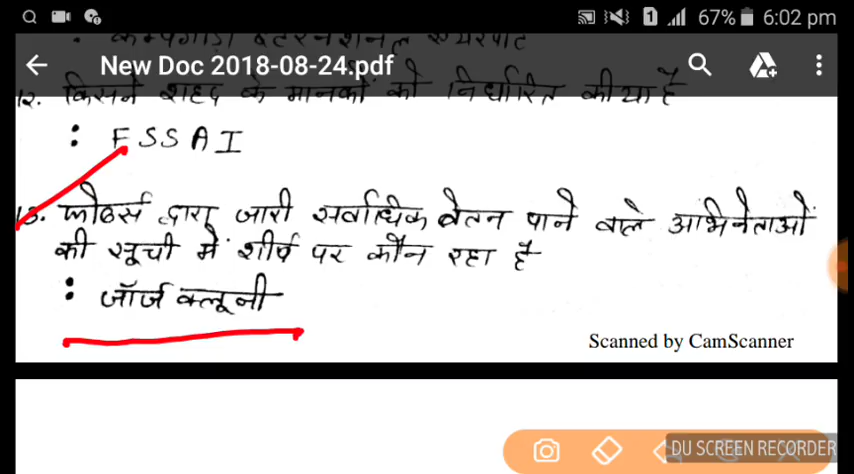 1 67% 6:02 pm
New Doc 2018-08-24.pdf
12. किसने शहद के मानकों को निर्धारित कीया है
: FSSAI
13. फोर्ब्स द्वारा जारी सर्वाधिक वेतन पाने वाले अभिनेताओं
की सूची में शीर्ष पर कौन रहा है
: जॉर्ज क्लूनी
Scanned by CamScanner
DU SCREEN RECORDER